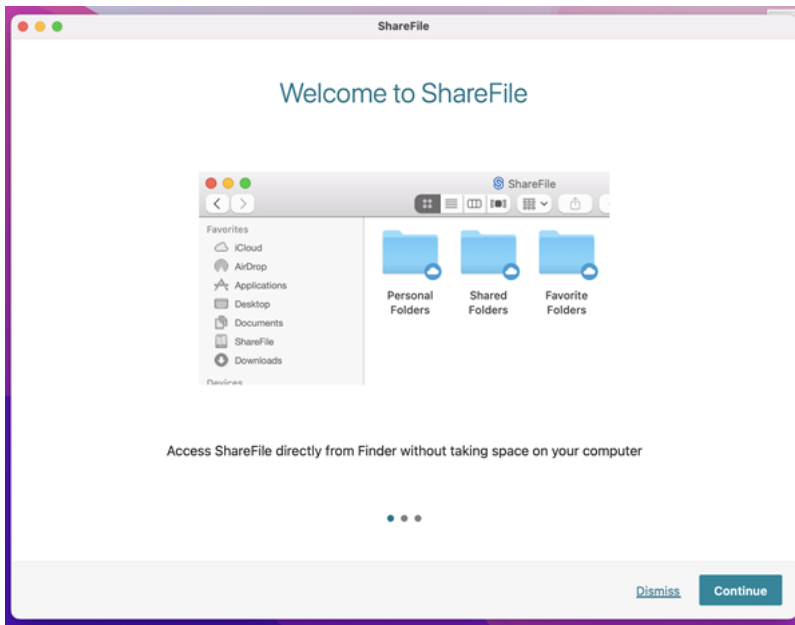 ShareFile
Welcome to ShareFile
ShareFile
Favorites
iCloud
AirDrop
Applications
Desktop
Documents
ShareFile
Downloads
Devices
Personal
Folders
Shared
Folders
Favorite
Folders
Access ShareFile directly from Finder without taking space on your computer
Dismiss
Continue